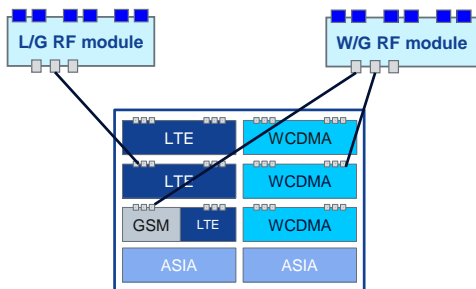 L/G RF module
W/G RF module
LTE
WCDMA
LTE
WCDMA
GSM
LTE
WCDMA
ASIA
ASIA